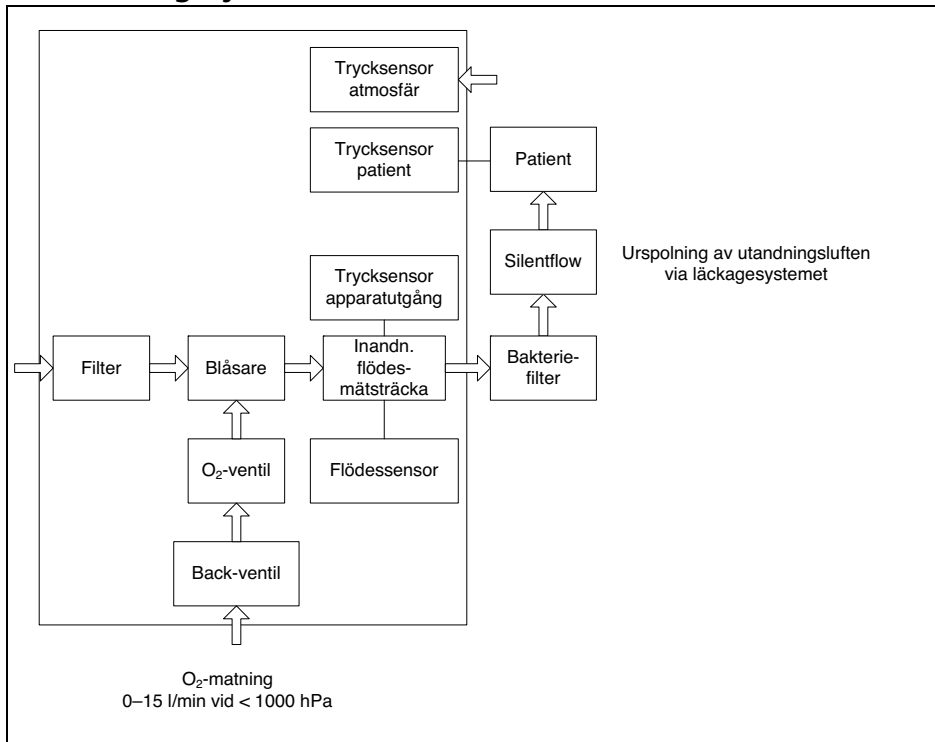 Trycksensor
atmosfär
Trycksensor
patient
Patient
Silentflow
Urspolning av utandningsluften
via läckagesystemet
Trycksensor
apparatutgång
Filter
Blåsare
Inandn.
flödes-
mätsträcka
Bakterie-
filter
O₂-ventil
Flödessensor
Back-ventil
O₂-matning
0–15 l/min vid < 1000 hPa